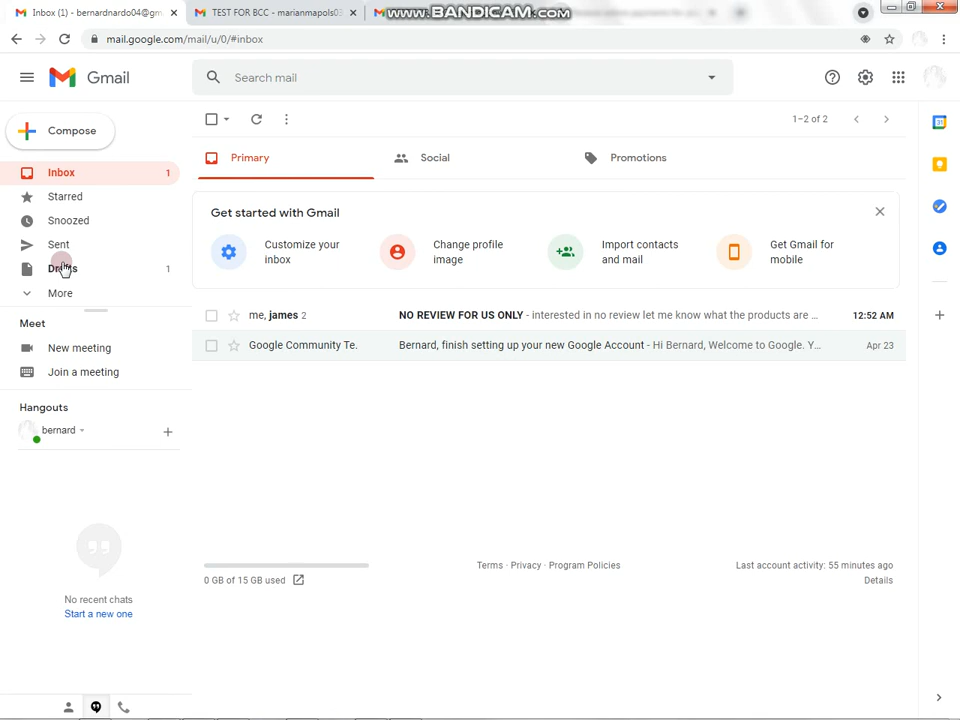 Inbox (1) - bernardnardo04@gm
TEST FOR BCC - marianmapols03
www.BANDICAM.com
mail.google.com/mail/u/0/#inbox
Gmail
Search mail
Compose
1–2 of 2
Inbox 1
Starred
Snoozed
Sent
Drafts 1
More
Primary
Social
Promotions
Get started with Gmail
Customize your
inbox
Change profile
image
Import contacts
and mail
Get Gmail for
mobile
me, james 2 NO REVIEW FOR US ONLY - interested in no review let me know what the products are ... 12:52 AM
Google Community Te. Bernard, finish setting up your new Google Account - Hi Bernard, Welcome to Google. Y... Apr 23
Meet
New meeting
Join a meeting
Hangouts
bernard
No recent chats
Start a new one
0 GB of 15 GB used
Terms · Privacy · Program Policies
Last account activity: 55 minutes ago
Details
31